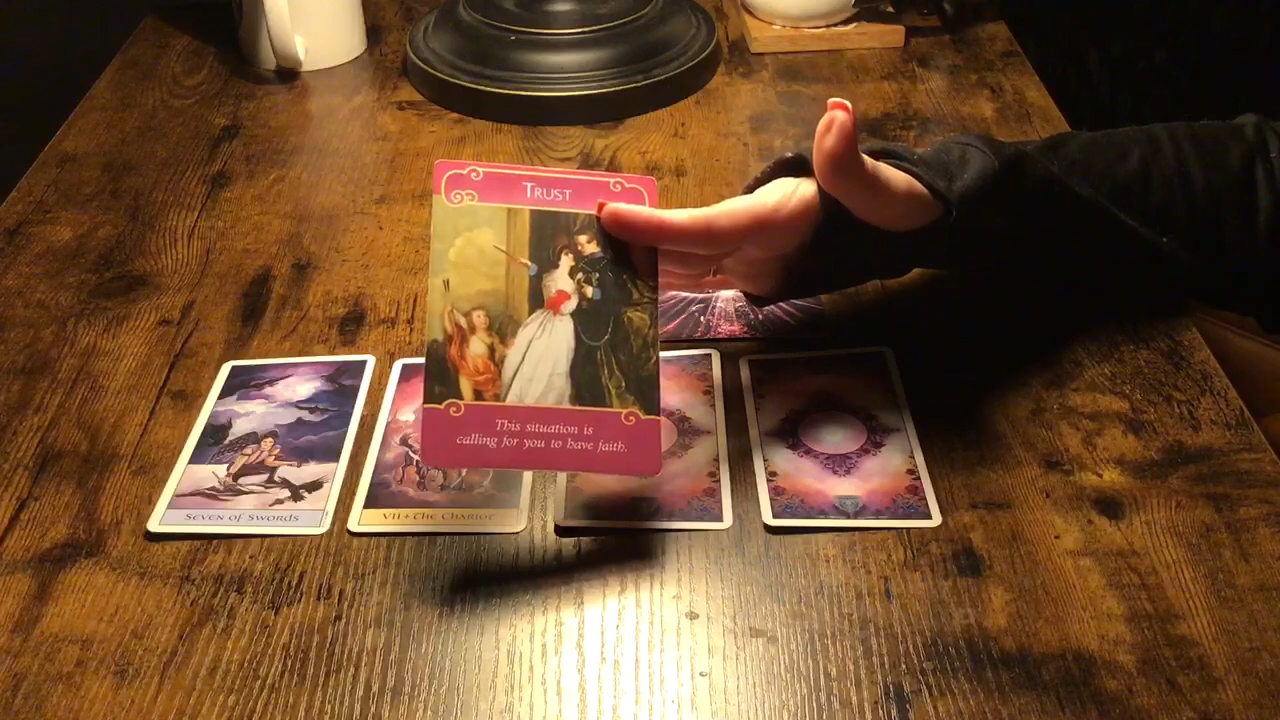 Trust
This situation is
calling for you to have faith.
Seven of Swords
VII + The Chariot